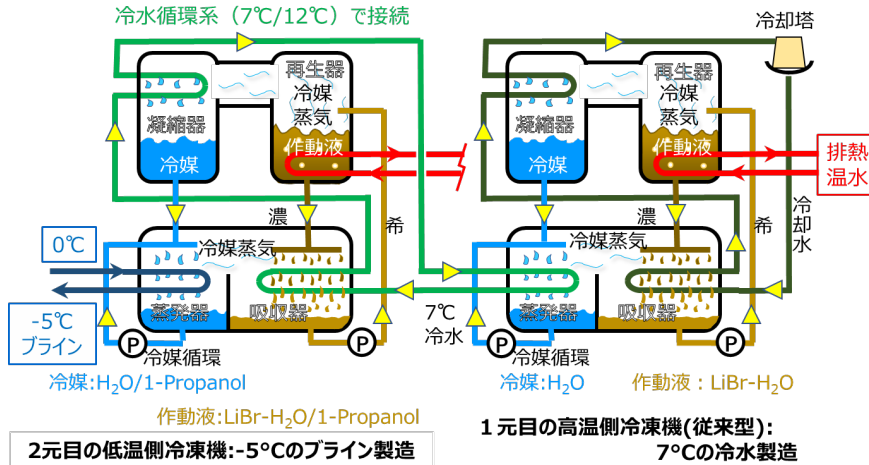 冷水循環系（7℃/12℃）で接続
冷却塔
再生器
冷媒
蒸気
凝縮器
作動液
冷媒
再生器
冷媒
蒸気
凝縮器
作動液
冷媒
排熱
温水
濃
希
濃
希
冷却水
0℃
-5℃
ブライン
冷媒蒸気
蒸発器
吸収器
7℃
冷水
冷媒蒸気
蒸発器
吸収器
P
冷媒循環
P
P
冷媒循環
P
冷媒:H₂O/1-Propanol
冷媒:H₂O
作動液：LiBr-H₂O
作動液:LiBr-H₂O/1-Propanol
2元目の低温側冷凍機:-5°Cのブライン製造
１元目の高温側冷凍機(従来型):
7°Cの冷水製造